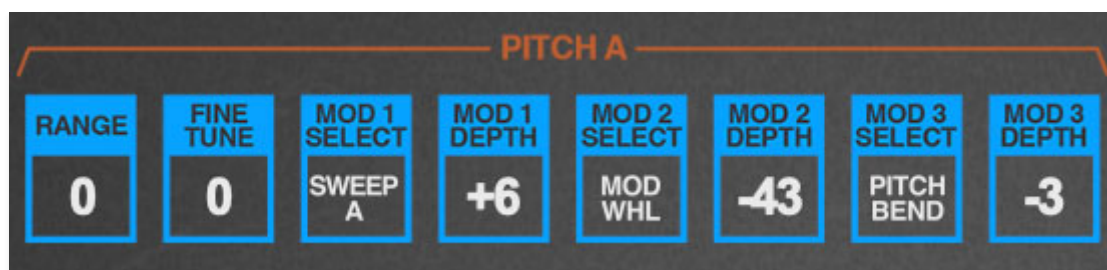 PITCH A
RANGE
0
FINE
TUNE
0
MOD 1
SELECT
SWEEP
A
MOD 1
DEPTH
+6
MOD 2
SELECT
MOD
WHL
MOD 2
DEPTH
-43
MOD 3
SELECT
PITCH
BEND
MOD 3
DEPTH
-3